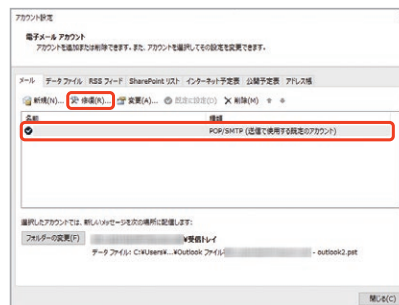 アカウント設定
電子メール アカウント
アカウントを追加または削除できます。また、アカウントを選択してその設定を変更できます。
メール データ ファイル RSS フィード SharePoint リスト インターネット予定表 公開予定表 アドレス帳
新規(N)... 修復(R)... 変更(A)... 既定に設定(D) 削除(M)
名前 種類
POP/SMTP (送信で使用する既定のアカウント)
選択したアカウントでは、新しいメッセージを次の場所に配信します:
フォルダーの変更(F) ¥受信トレイ
データ ファイル: C:¥Users¥...¥Outlook ファイル¥ - outlook2.pst
閉じる(C)